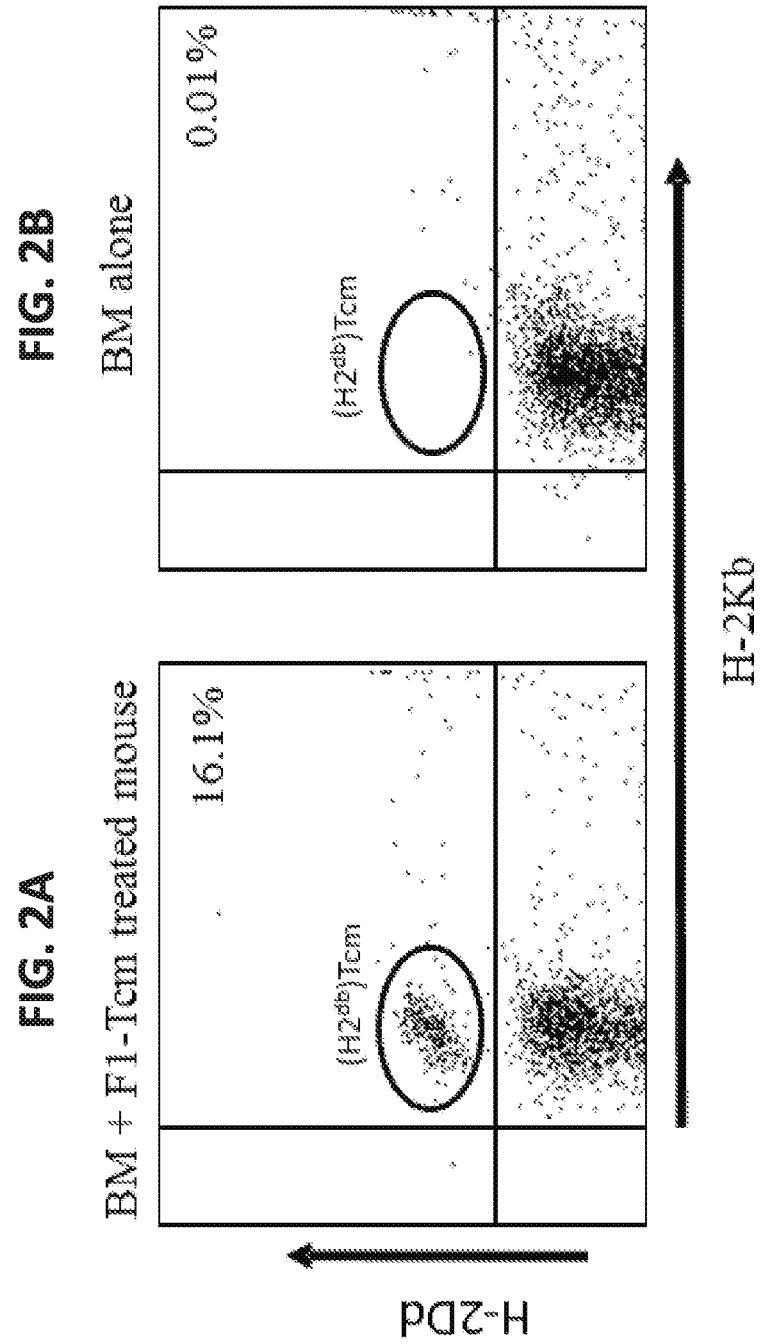 FIG. 2A
BM + F1-Tcm treated mouse
16.1%
(H2ᵈᵇ)Tcm
FIG. 2B
BM alone
0.01%
(H2ᵈᵇ)Tcm
H-2Dd
H-2Kb